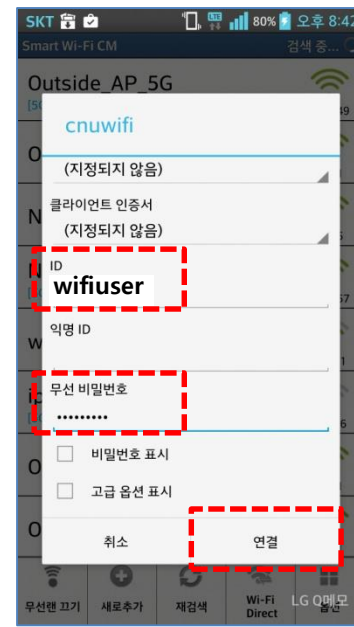 SKT 80% 오후 8:42
Smart Wi-Fi CM 검색 중...
Outside_AP_5G
cnuwifi
(지정되지 않음)
클라이언트 인증서
(지정되지 않음)
ID
wifiuser
익명 ID
무선 비밀번호
•••••••••
비밀번호 표시
고급 옵션 표시
취소 연결
무선랜 끄기 새로추가 재검색 Wi-Fi Direct
LG Q메모